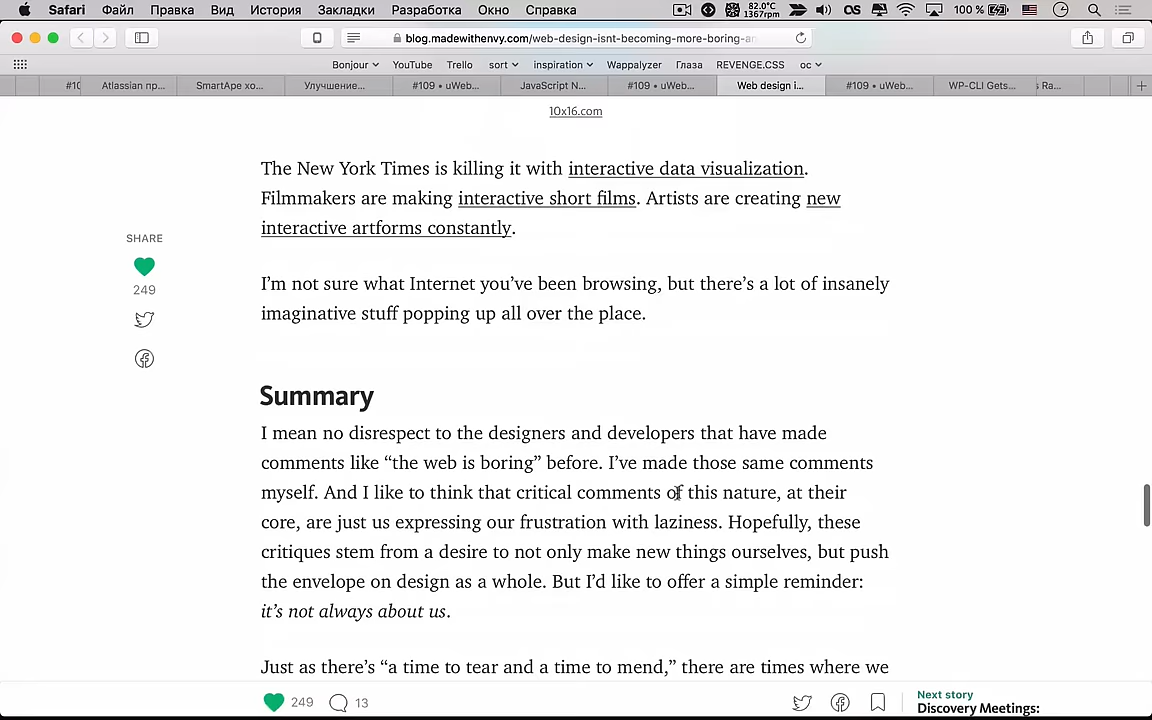 Safari Файл Правка Вид История Закладки Разработка Окно Справка 82.0°C 1367rpm OS 100 %
blog.madewithenvy.com/web-design-isnt-becoming-more-boring-a
Bonjour YouTube Trello sort inspiration Wappalyzer Глаза REVENGE.CSS ос
#10 Atlassian пр... SmartApe хо... Улучшение... #109 • uWeb... JavaScript N... #109 • uWeb... Web design i... #109 • uWeb... WP-CLI Gets... Ra...
10x16.com
The New York Times is killing it with interactive data visualization.
Filmmakers are making interactive short films. Artists are creating new
interactive artforms constantly.
SHARE
249
I’m not sure what Internet you’ve been browsing, but there’s a lot of insanely
imaginative stuff popping up all over the place.
Summary
I mean no disrespect to the designers and developers that have made
comments like “the web is boring” before. I’ve made those same comments
myself. And I like to think that critical comments of this nature, at their
core, are just us expressing our frustration with laziness. Hopefully, these
critiques stem from a desire to not only make new things ourselves, but push
the envelope on design as a whole. But I’d like to offer a simple reminder:
it’s not always about us.
Just as there’s “a time to tear and a time to mend,” there are times where we
249 13
Next story
Discovery Meetings: